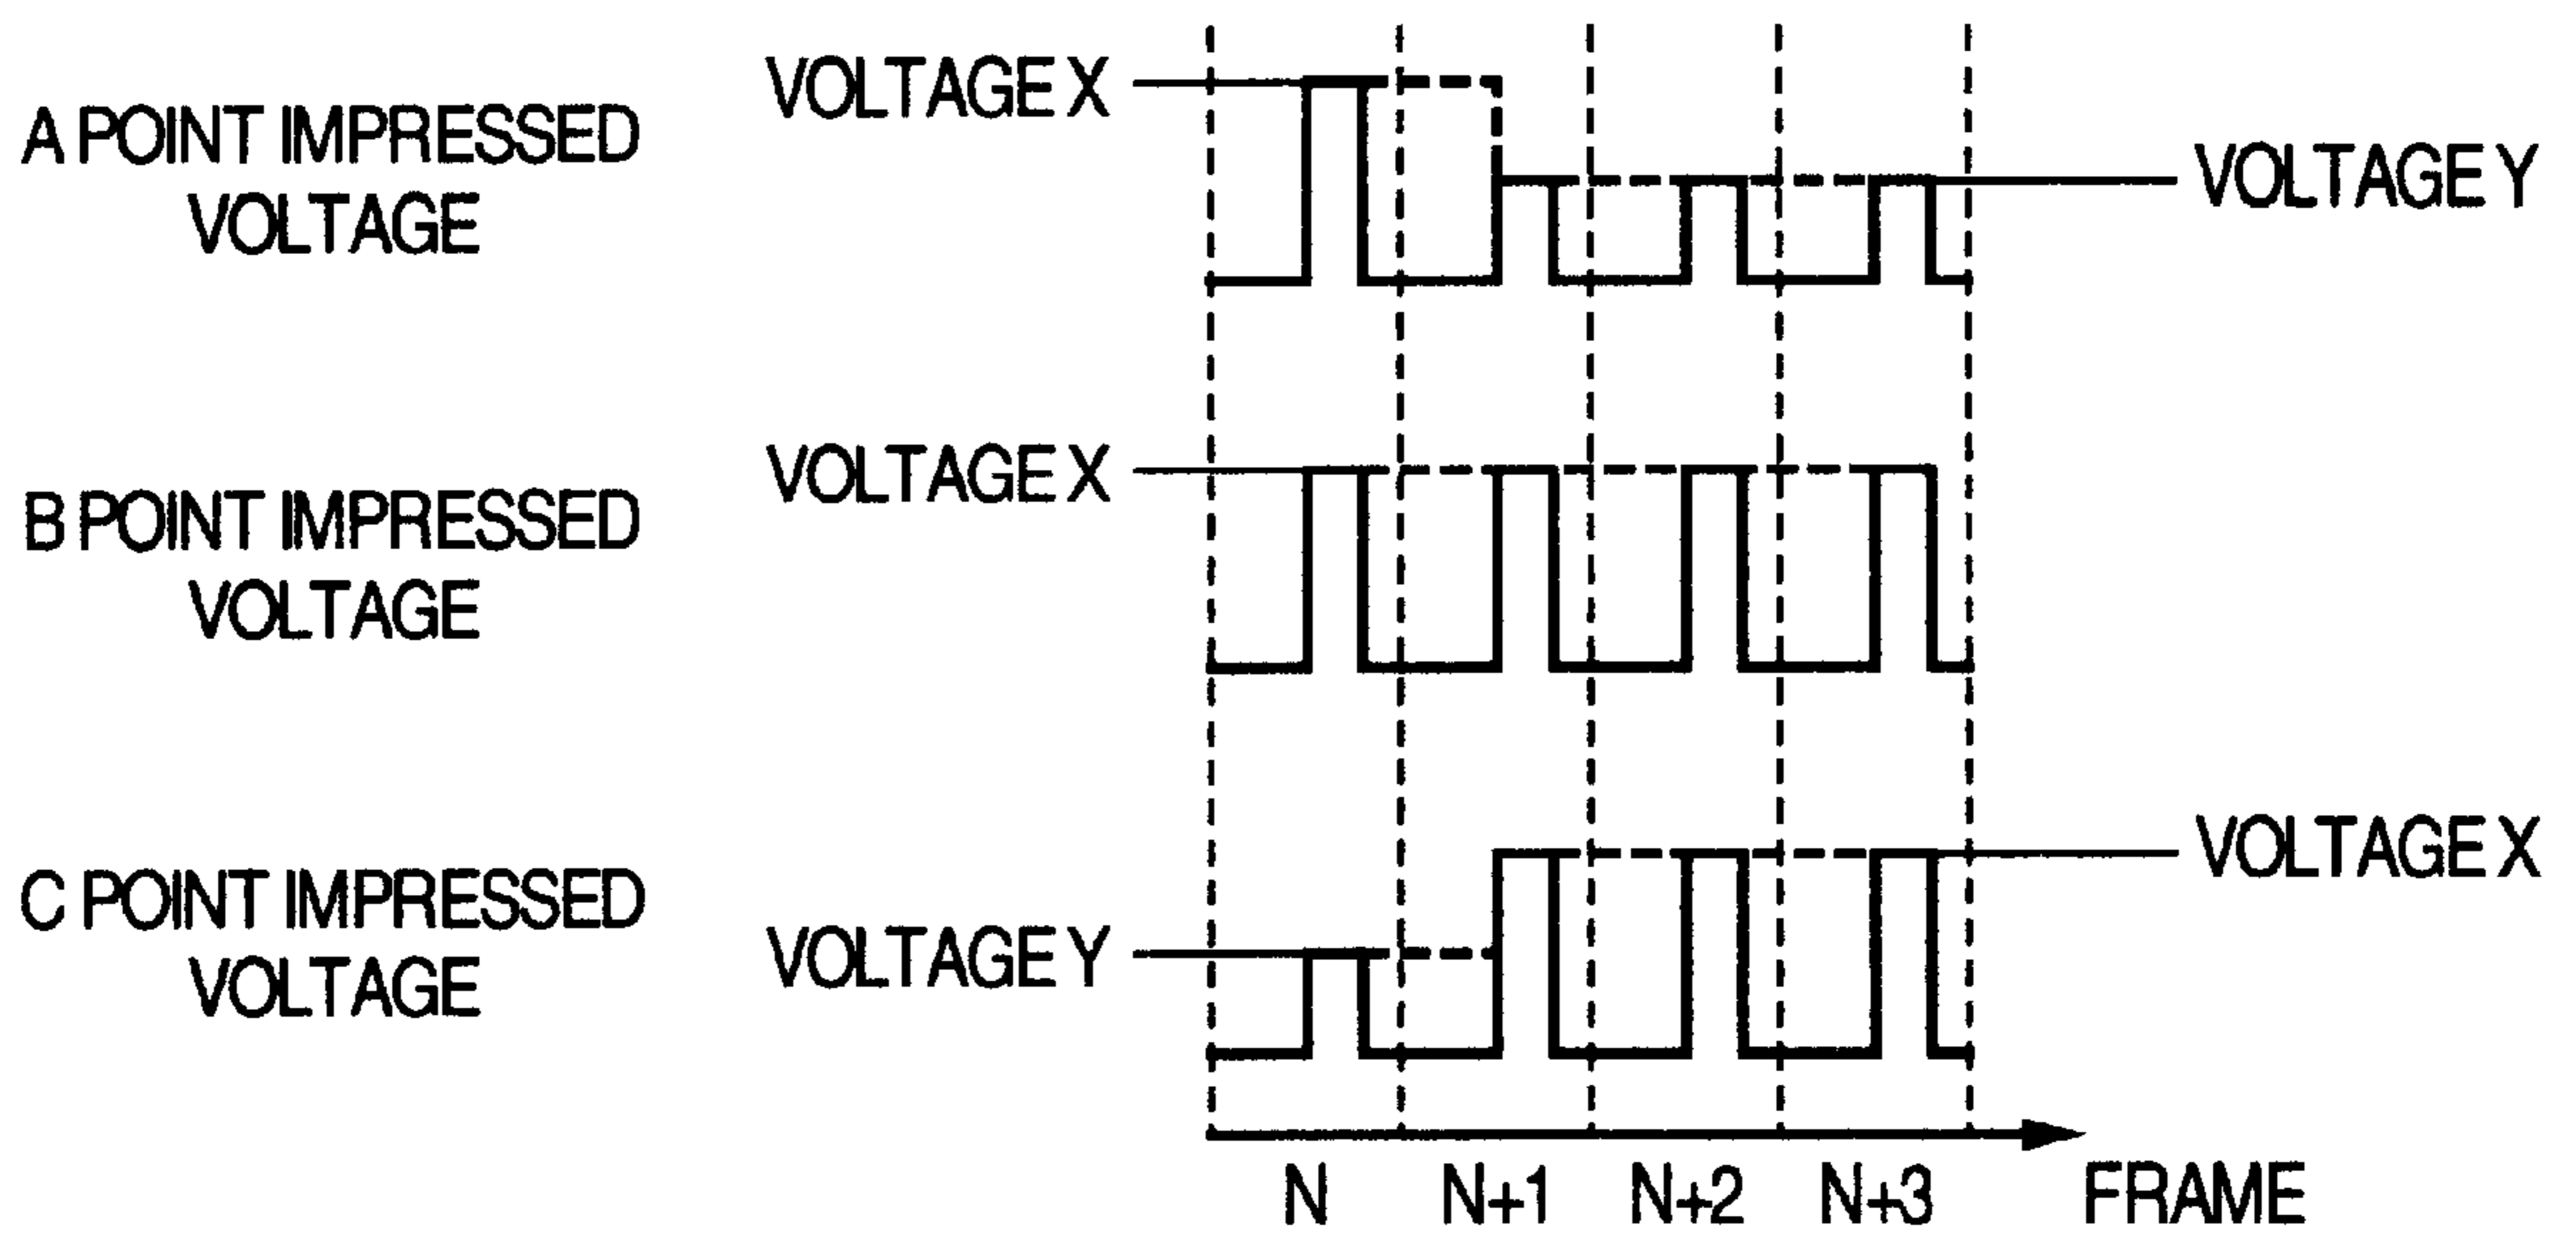 VOLTAGE X
A POINT IMPRESSED
VOLTAGE
VOLTAGE Y
VOLTAGE X
B POINT IMPRESSED
VOLTAGE
VOLTAGE X
C POINT IMPRESSED
VOLTAGE
VOLTAGE Y
N N+1 N+2 N+3 FRAME